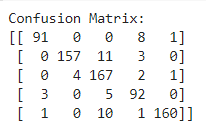 Confusion Matrix:
[[ 91   0   0   8   1]
 [  0 157  11   3   0]
 [  0   4 167   2   1]
 [  3   0   5  92   0]
 [  1   0  10   1 160]]